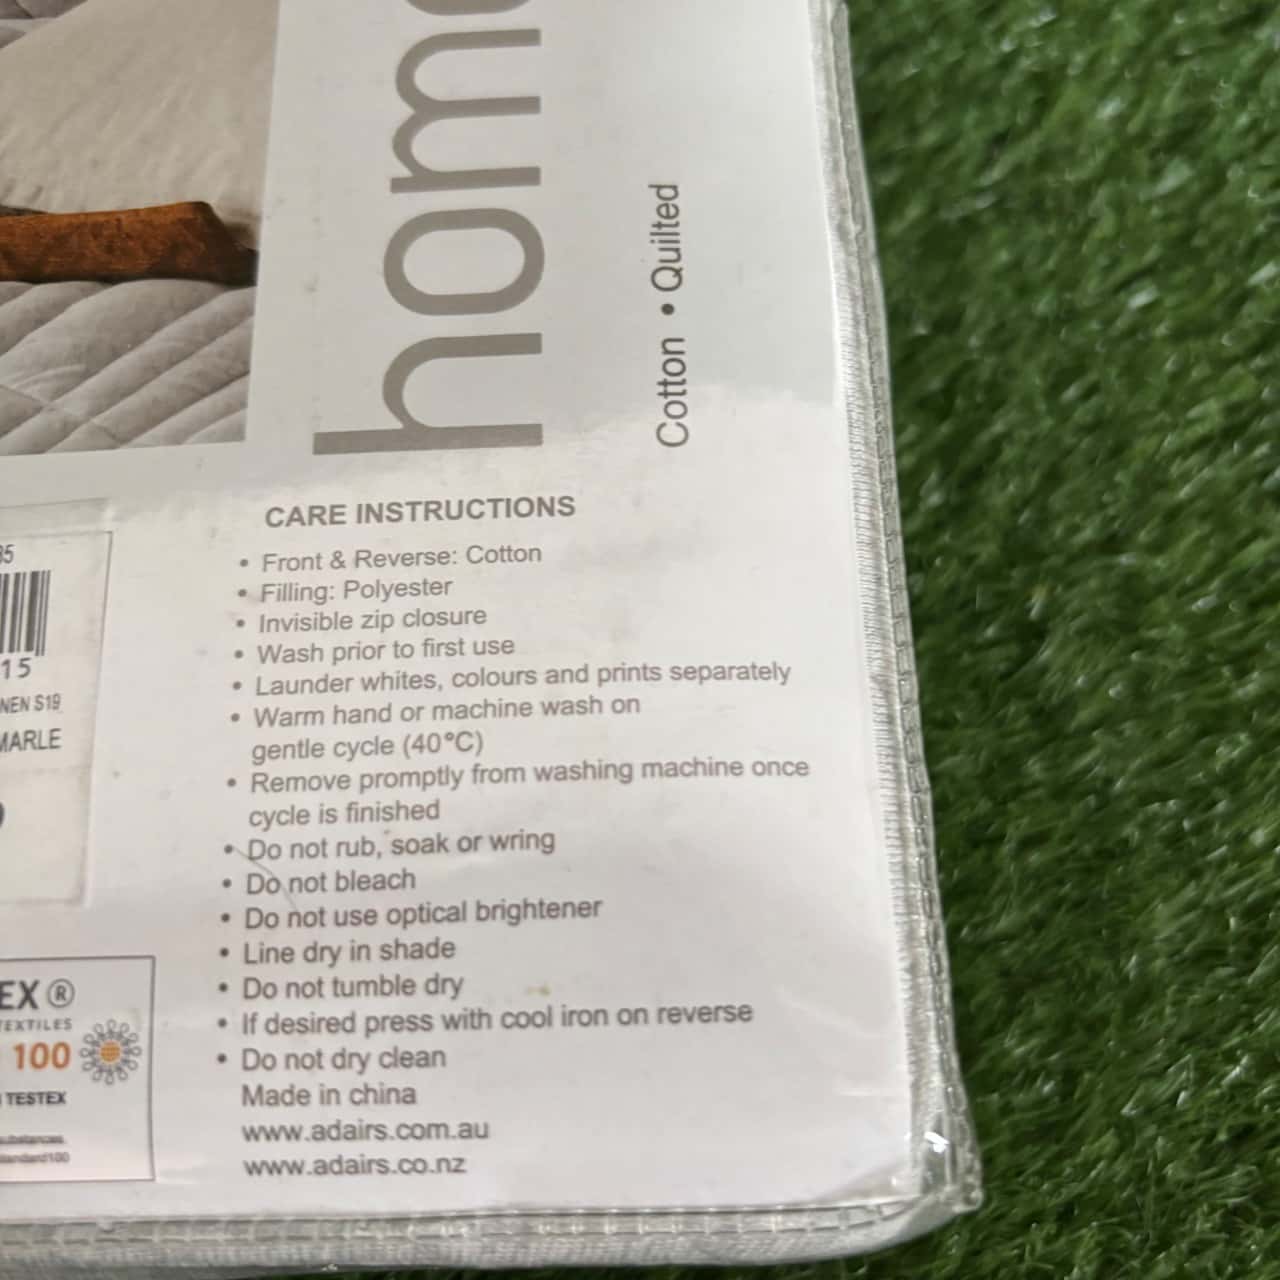 hom
Cotton • Quilted
CARE INSTRUCTIONS
• Front & Reverse: Cotton
• Filling: Polyester
• Invisible zip closure
• Wash prior to first use
• Launder whites, colours and prints separately
• Warm hand or machine wash on
gentle cycle (40°C)
• Remove promptly from washing machine once
cycle is finished
• Do not rub, soak or wring
• Do not bleach
• Do not use optical brightener
• Line dry in shade
• Do not tumble dry
• If desired press with cool iron on reverse
• Do not dry clean
Made in china
www.adairs.com.au
www.adairs.co.nz
35
15
NEN S19
MARLE
EX®
TEXTILES
100
TESTEX